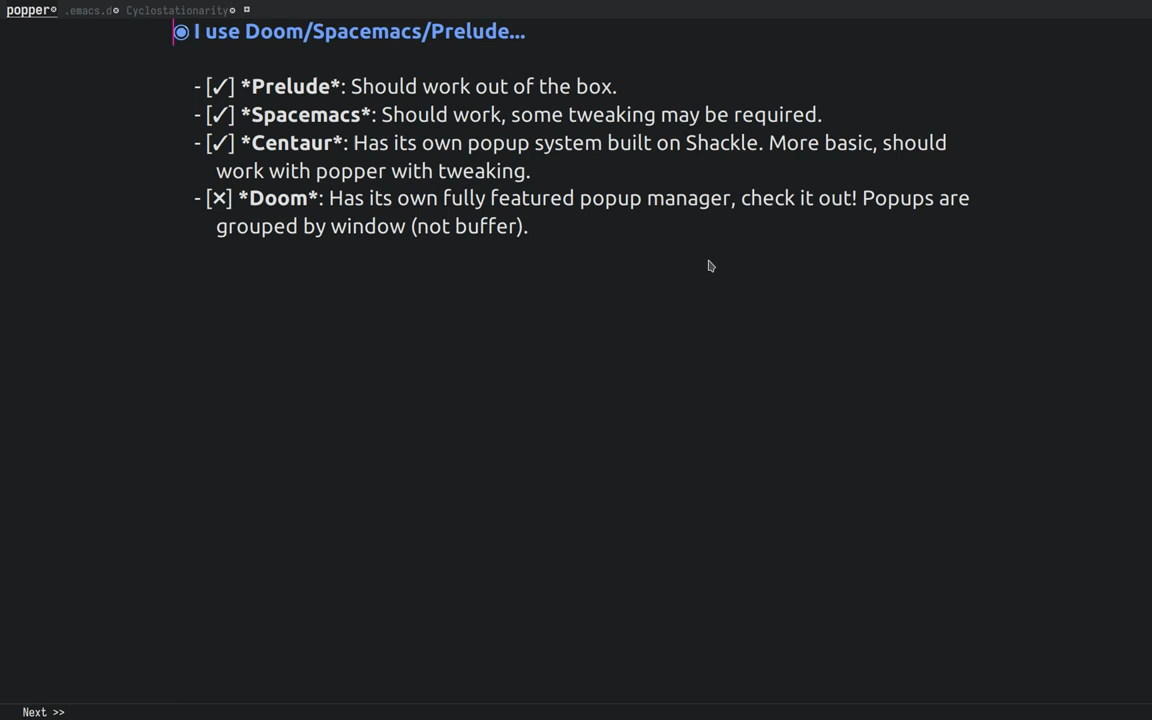 popper .emacs.d Cyclostationarity
I use Doom/Spacemacs/Prelude...
- [✓] *Prelude*: Should work out of the box.
- [✓] *Spacemacs*: Should work, some tweaking may be required.
- [✓] *Centaur*: Has its own popup system built on Shackle. More basic, should
work with popper with tweaking.
- [✕] *Doom*: Has its own fully featured popup manager, check it out! Popups are
grouped by window (not buffer).
Next >>